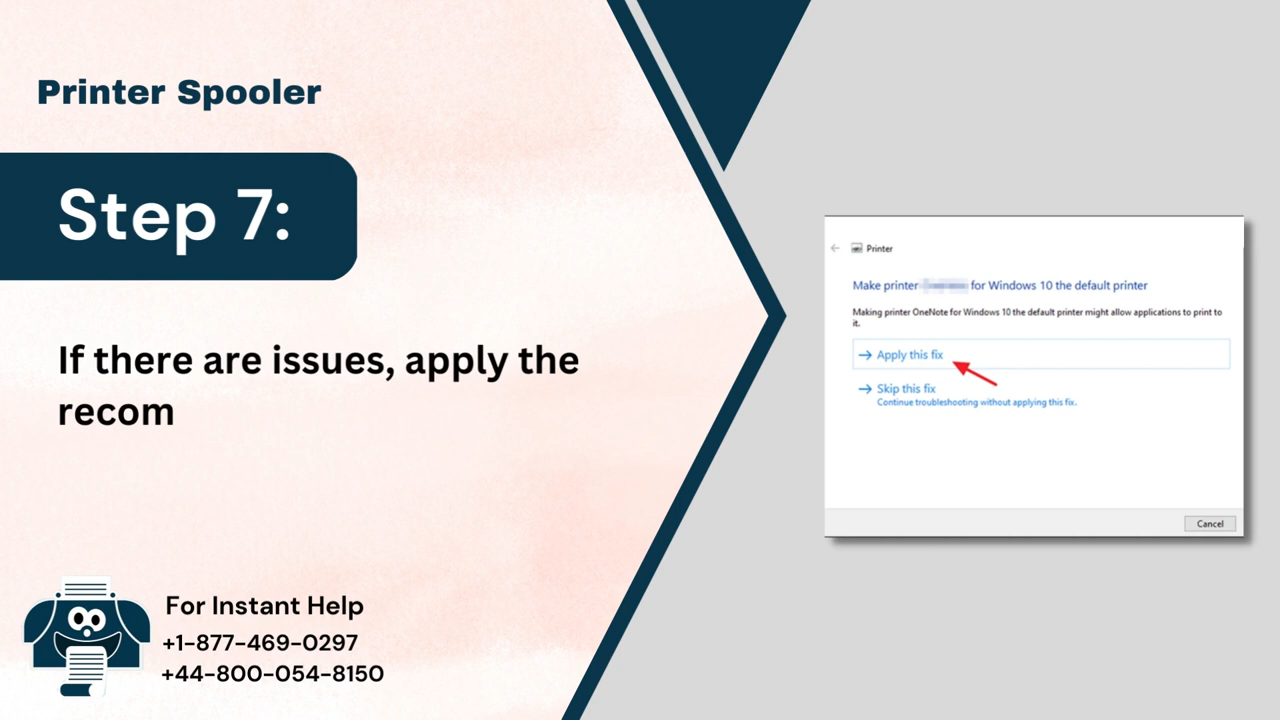 Printer Spooler
Step 7:
If there are issues, apply the
recom
For Instant Help
+1-877-469-0297
+44-800-054-8150
Printer
Make printer for Windows 10 the default printer
Making printer OneNote for Windows 10 the default printer might allow applications to print to
it.
Apply this fix
Skip this fix
Continue troubleshooting without applying this fix.
Cancel